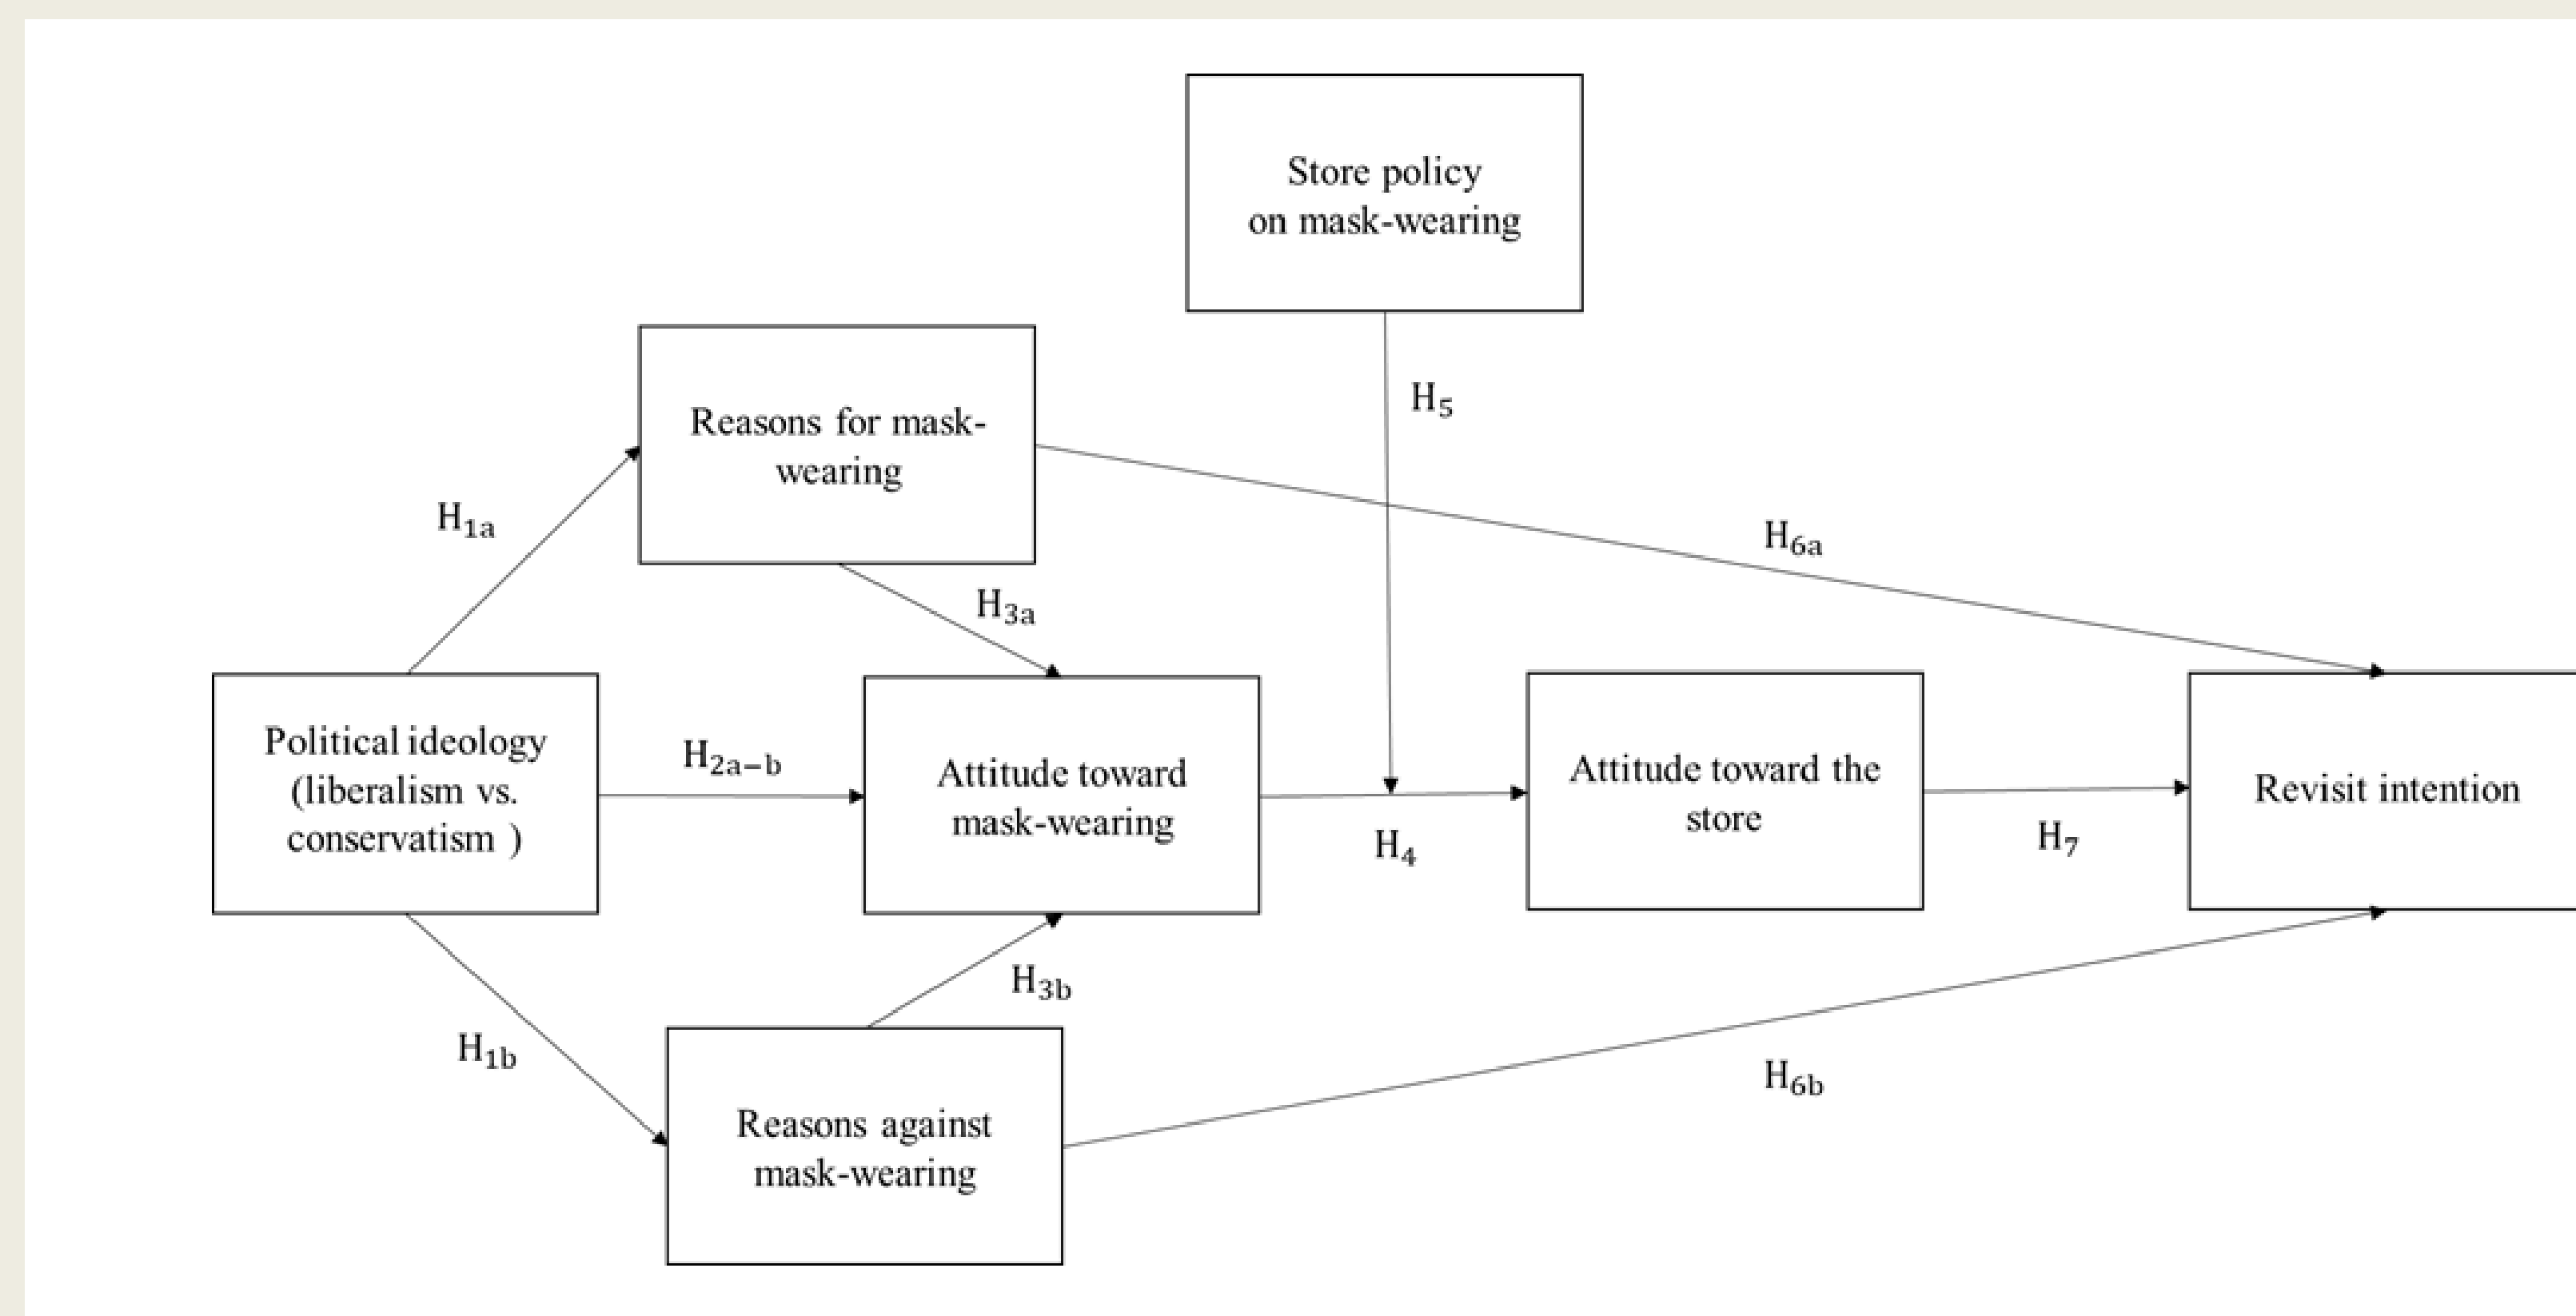 Store policy
on mask-wearing
H5
Reasons for mask-
wearing
H1a
H6a
H3a
Political ideology
(liberalism vs.
conservatism )
H2a−b
Attitude toward
mask-wearing
H4
Attitude toward the
store
H7
Revisit intention
H3b
H1b
Reasons against
mask-wearing
H6b